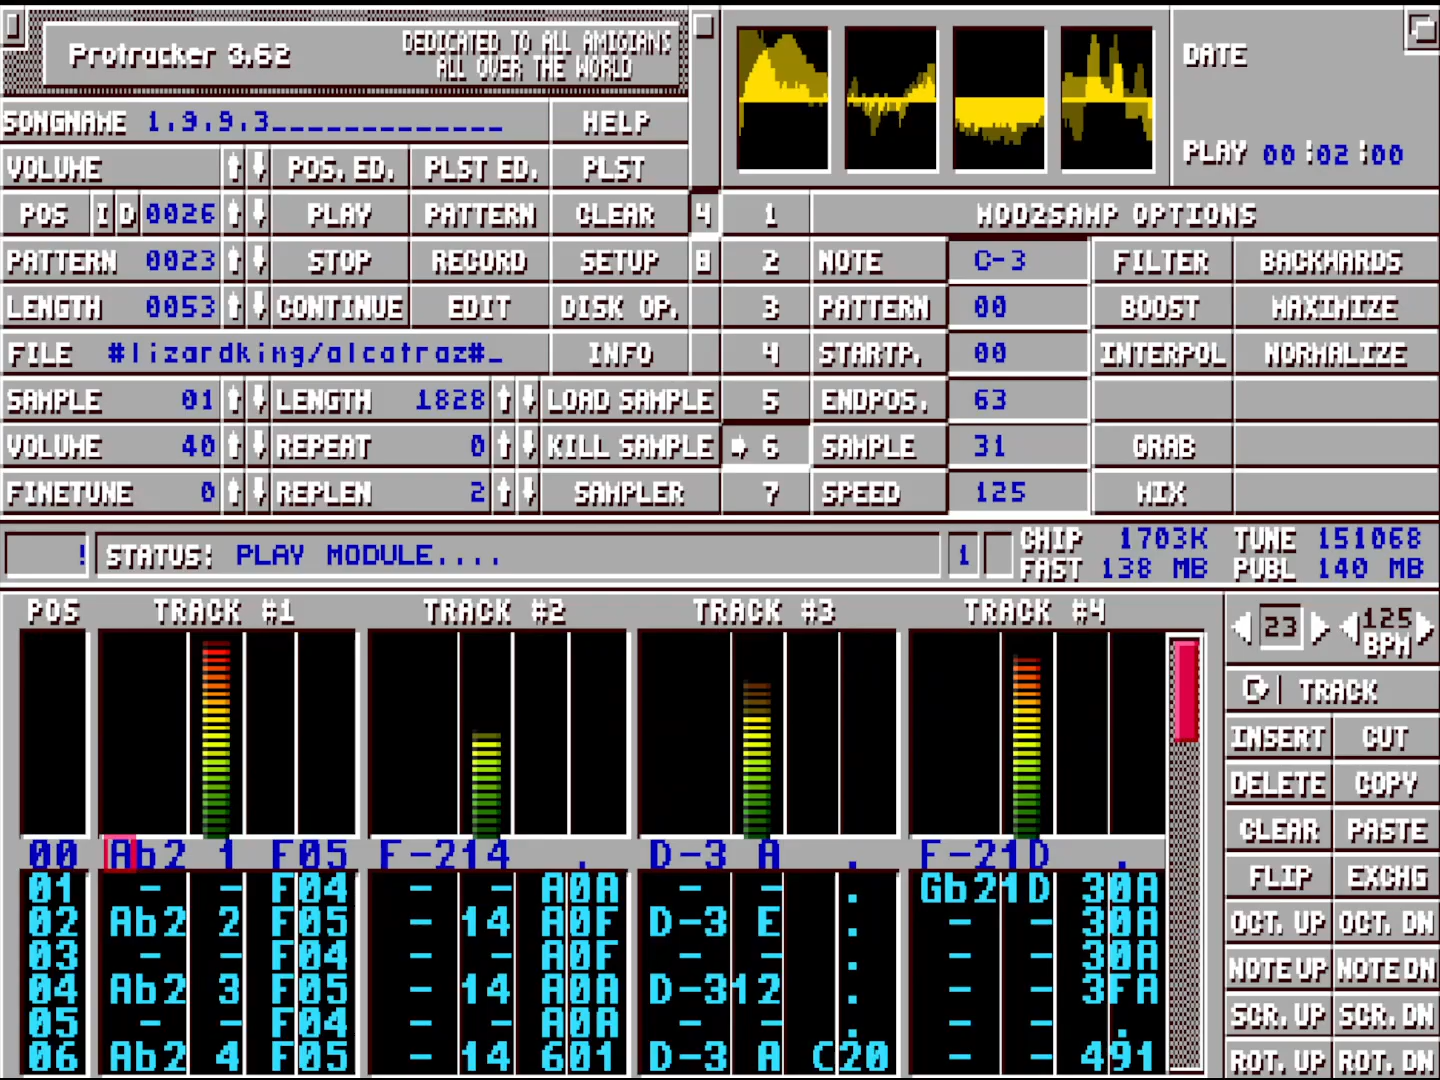 Protracker 3.62
DEDICATED TO ALL AMIGIANS
ALL OVER THE WORLD
DATE
PLAY 00:02:00
SONGNAME 1.9.9.3_____________ HELP
VOLUME POS. ED. PLST ED. PLST
POS I D 0026 PLAY PATTERN CLEAR 4 1 MOD2SAMP OPTIONS
PATTERN 0023 STOP RECORD SETUP 8 2 NOTE C-3 FILTER BACKWARDS
LENGTH 0053 CONTINUE EDIT DISK OP. 3 PATTERN 00 BOOST MAXIMIZE
FILE #lizardking/alcatraz#_ INFO 4 STARTP. 00 INTERPOL NORMALIZE
SAMPLE 01 LENGTH 1828 LOAD SAMPLE 5 ENDPOS. 63
VOLUME 40 REPEAT 0 KILL SAMPLE 6 SAMPLE 31 GRAB
FINETUNE 0 REPLEN 2 SAMPLER 7 SPEED 125 MIX
! STATUS: PLAY MODULE.... 1 CHIP 1703K TUNE 151068
FAST 138 MB PUBL 140 MB
POS TRACK #1 TRACK #2 TRACK #3 TRACK #4
23 125 BPM
TRACK
INSERT CUT
DELETE COPY
CLEAR PASTE
FLIP EXCHG
OCT. UP OCT. DN
NOTE UP NOTE DN
SCR. UP SCR. DN
ROT. UP ROT. DN
00 Ab2 1 F05 F-214 . D-3 A . F-21D .
01 - - F04 - - A0A - - . Gb21D 30A
02 Ab2 2 F05 - 14 A0F D-3 E . - - 30A
03 - - F04 - - A0F - - . - - 30A
04 Ab2 3 F05 - 14 A0A D-312 . - - 3FA
05 - - F04 - - A0A - - . - - .
06 Ab2 4 F05 - 14 601 D-3 A C20 - - 491